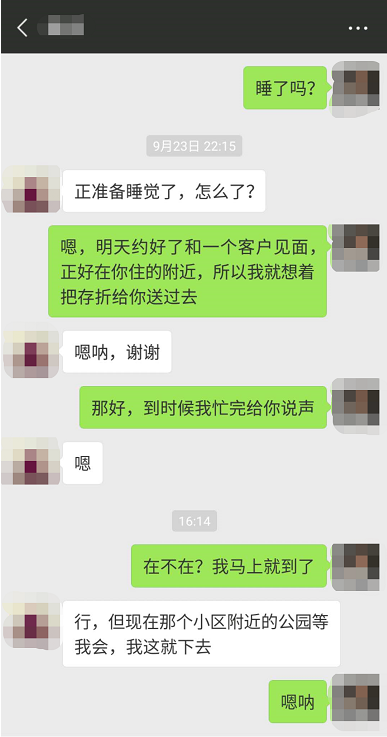 睡了吗？
9月23日 22:15
正准备睡觉了，怎么了？
嗯，明天约好了和一个客户见面，
正好在你住的附近，所以我就想着
把存折给你送过去
嗯呐，谢谢
那好，到时候我忙完给你说声
嗯
16:14
在不在？我马上就到了
行，但现在那个小区附近的公园等
我会，我这就下去
嗯呐